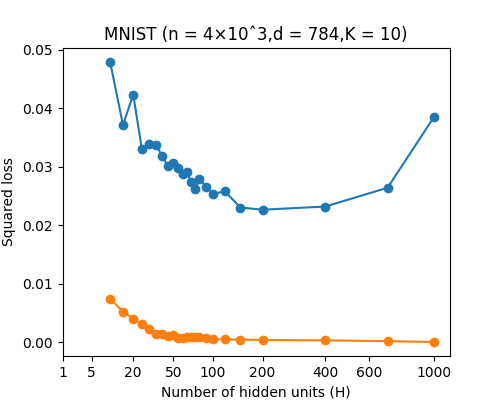 MNIST (n = 4×10ˆ3,d = 784,K = 10)
0.05
0.04
0.03
0.02
0.01
0.00
Squared loss
1 5 20 50 100 200 400 600 1000
Number of hidden units (H)